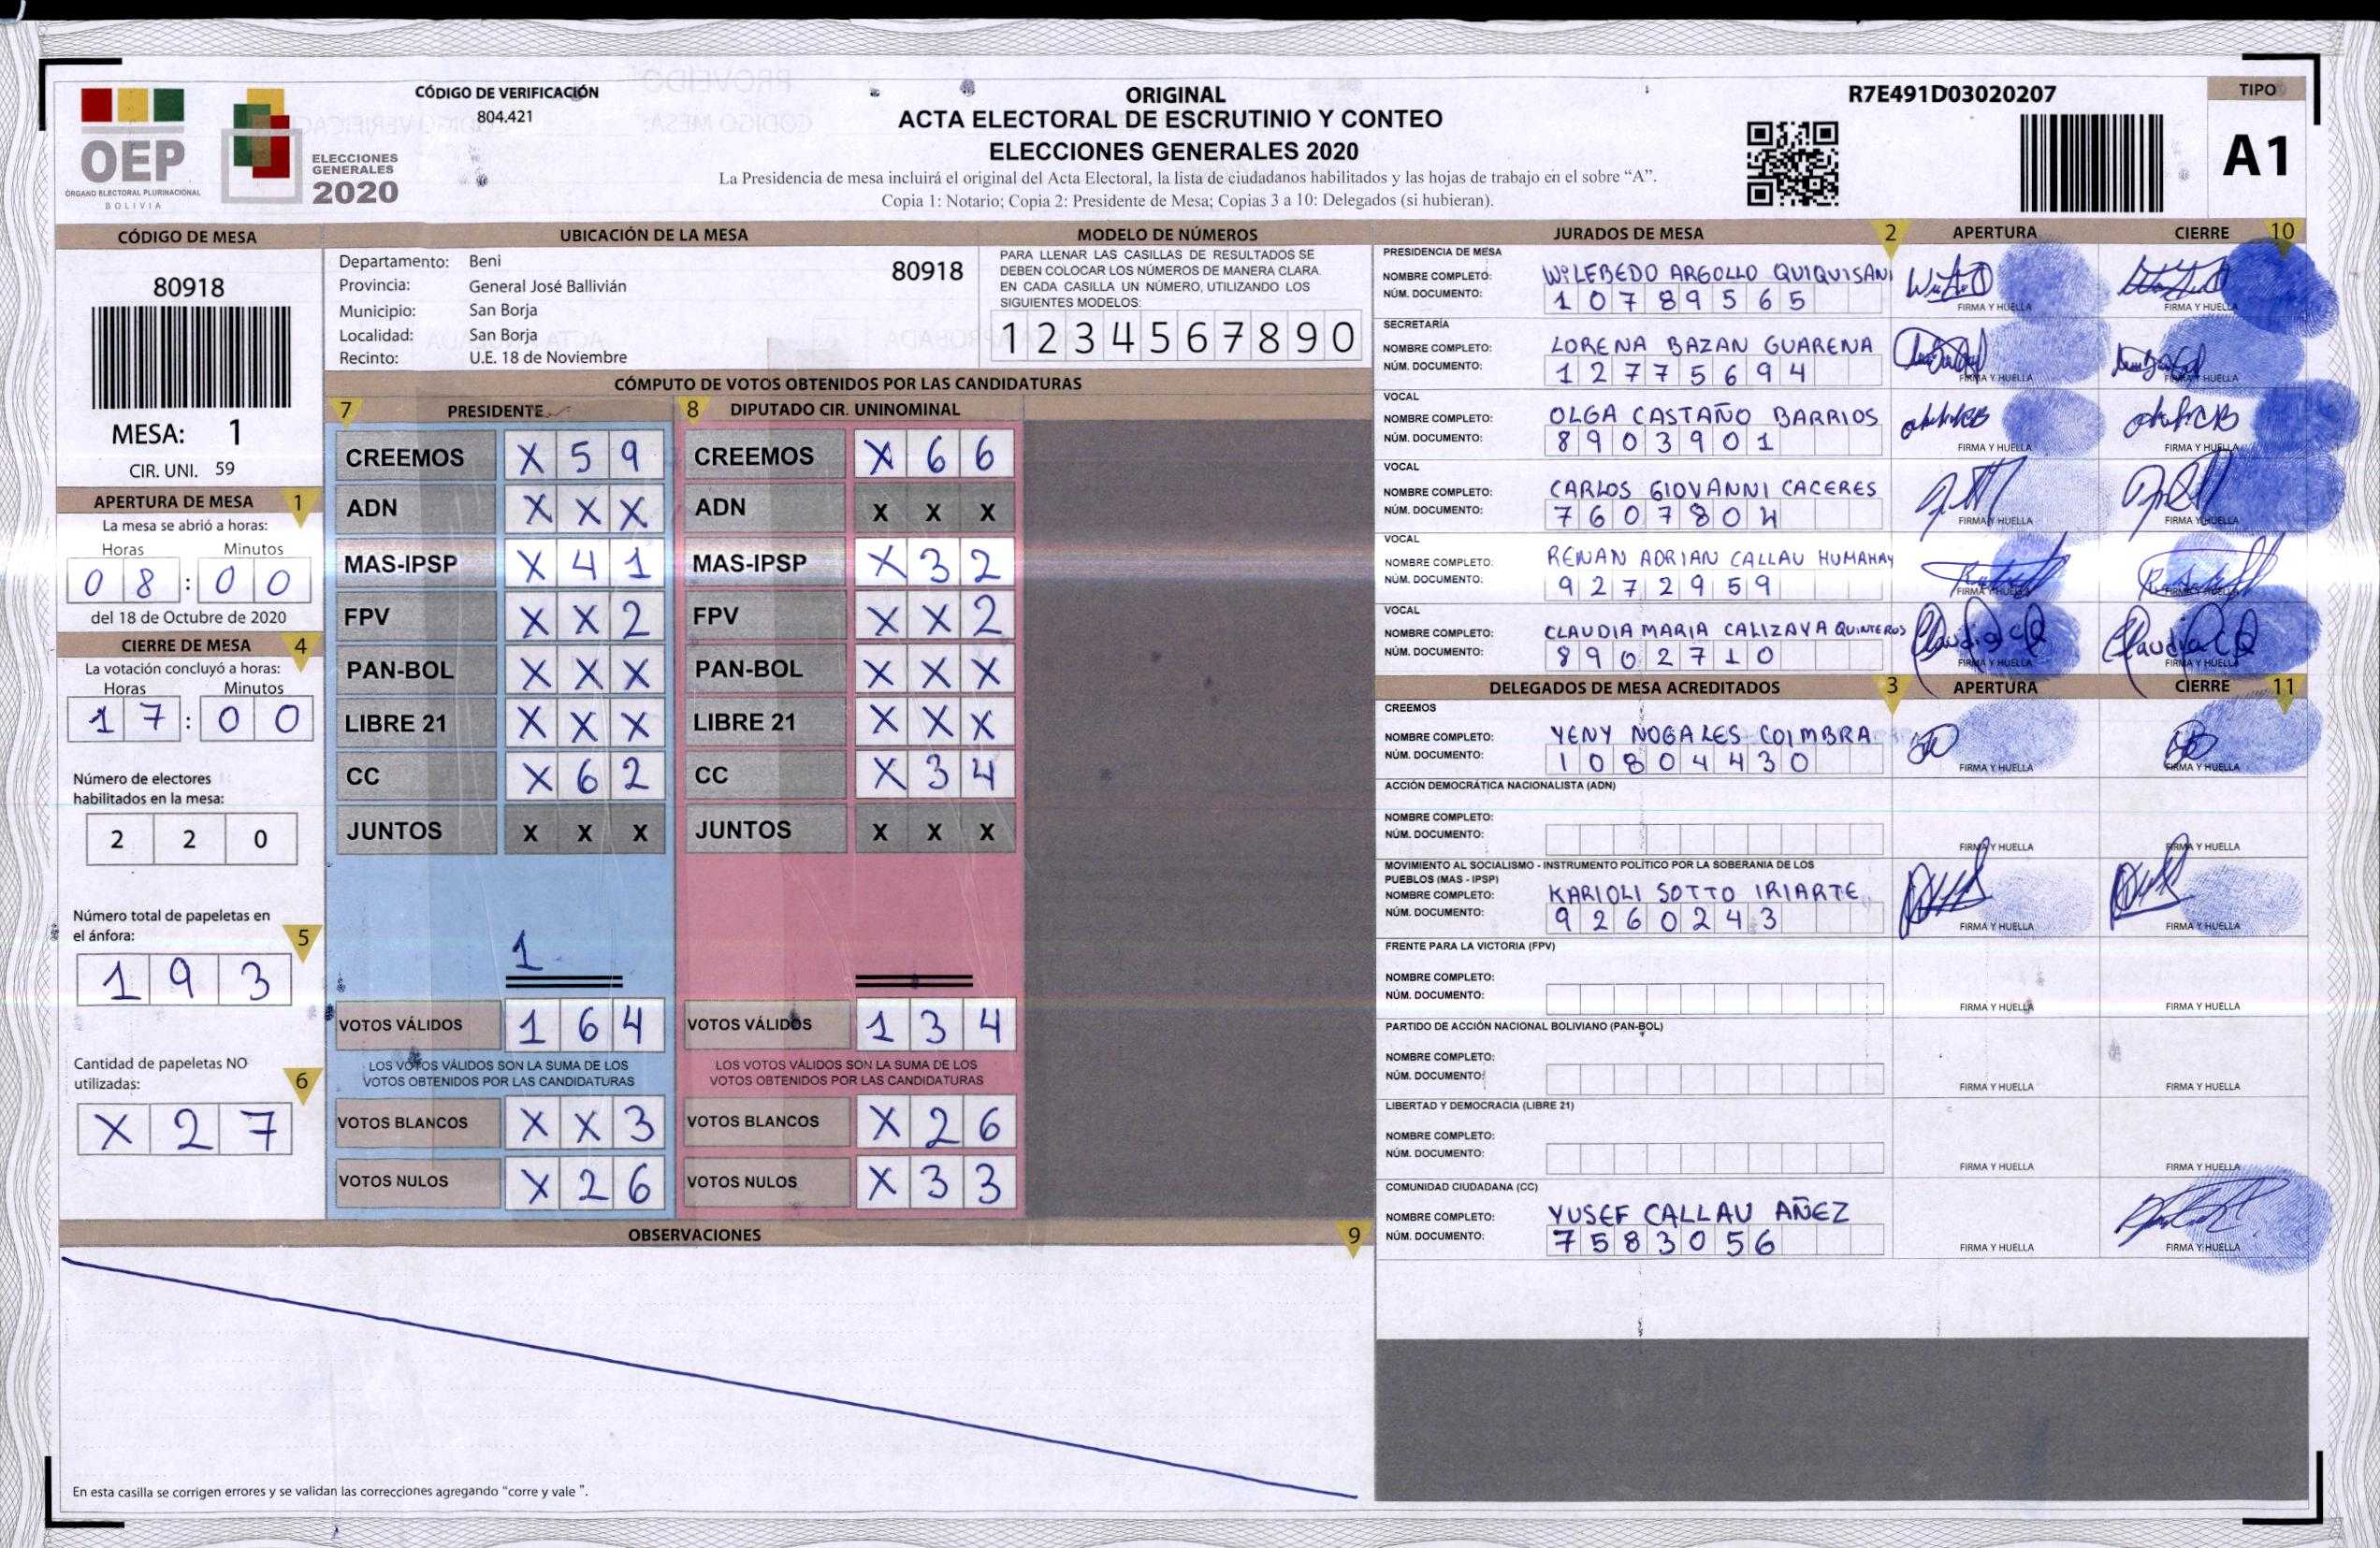 CÓDIGO DE VERIFICACIÓN
804.421
OEP
ÓRGANO ELECTORAL PLURINACIONAL
BOLIVIA
ELECCIONES
GENERALES
2020
ORIGINAL
ACTA ELECTORAL DE ESCRUTINIO Y CONTEO
ELECCIONES GENERALES 2020
La Presidencia de mesa incluirá el original del Acta Electoral, la lista de ciudadanos habilitados y las hojas de trabajo en el sobre “A”.
Copia 1: Notario; Copia 2: Presidente de Mesa; Copias 3 a 10: Delegados (si hubieran).
R7E491D03020207
TIPO
A1
CÓDIGO DE MESA
80918
MESA: 1
CIR. UNI. 59
APERTURA DE MESA 1
La mesa se abrió a horas:
Horas Minutos
0 8 : 0 0
del 18 de Octubre de 2020
CIERRE DE MESA 4
La votación concluyó a horas:
Horas Minutos
1 7 : 0 0
Número de electores
habilitados en la mesa:
2 2 0
Número total de papeletas en
el ánfora: 5
1 9 3
Cantidad de papeletas NO
utilizadas: 6
X 2 7
UBICACIÓN DE LA MESA
Departamento: Beni
Provincia: General José Ballivián
Municipio: San Borja
Localidad: San Borja
Recinto: U.E. 18 de Noviembre
80918
MODELO DE NÚMEROS
PARA LLENAR LAS CASILLAS DE RESULTADOS SE
DEBEN COLOCAR LOS NÚMEROS DE MANERA CLARA.
EN CADA CASILLA UN NÚMERO, UTILIZANDO LOS
SIGUIENTES MODELOS:
1 2 3 4 5 6 7 8 9 0
CÓMPUTO DE VOTOS OBTENIDOS POR LAS CANDIDATURAS
7 PRESIDENTE
CREEMOS X 5 9
ADN X X X
MAS-IPSP X 4 1
FPV X X 2
PAN-BOL X X X
LIBRE 21 X X X
CC X 6 2
JUNTOS X X X
1
VOTOS VÁLIDOS 1 6 4
LOS VOTOS VÁLIDOS SON LA SUMA DE LOS
VOTOS OBTENIDOS POR LAS CANDIDATURAS
VOTOS BLANCOS X X 3
VOTOS NULOS X 2 6
8 DIPUTADO CIR. UNINOMINAL
CREEMOS X 6 6
ADN X X X
MAS-IPSP X 3 2
FPV X X 2
PAN-BOL X X X
LIBRE 21 X X X
CC X 3 4
JUNTOS X X X
VOTOS VÁLIDOS 1 3 4
LOS VOTOS VÁLIDOS SON LA SUMA DE LOS
VOTOS OBTENIDOS POR LAS CANDIDATURAS
VOTOS BLANCOS X 2 6
VOTOS NULOS X 3 3
OBSERVACIONES 9
En esta casilla se corrigen errores y se validan las correcciones agregando “corre y vale ”.
JURADOS DE MESA 2 APERTURA CIERRE 10
PRESIDENCIA DE MESA
NOMBRE COMPLETO: WILEBEDO ARGOLLO QUIQUISANI
NÚM. DOCUMENTO: 1 0 7 8 9 5 6 5
FIRMA Y HUELLA FIRMA Y HUELLA
SECRETARÍA
NOMBRE COMPLETO: LORENA BAZAN GUARENA
NÚM. DOCUMENTO: 1 2 7 7 5 6 9 4
FIRMA Y HUELLA FIRMA Y HUELLA
VOCAL
NOMBRE COMPLETO: OLGA CASTAÑO BARRIOS
NÚM. DOCUMENTO: 8 9 0 3 9 0 1
FIRMA Y HUELLA FIRMA Y HUELLA
VOCAL
NOMBRE COMPLETO: CARLOS GIOVANNI CACERES
NÚM. DOCUMENTO: 7 6 0 7 8 0 4
FIRMA Y HUELLA FIRMA Y HUELLA
VOCAL
NOMBRE COMPLETO: RENAN ADRIAN CALLAU HUMAHAY
NÚM. DOCUMENTO: 9 2 7 2 9 5 9
FIRMA Y HUELLA FIRMA Y HUELLA
VOCAL
NOMBRE COMPLETO: CLAUDIA MARIA CALIZAYA QUINTEROS
NÚM. DOCUMENTO: 8 9 0 2 7 1 0
FIRMA Y HUELLA FIRMA Y HUELLA
DELEGADOS DE MESA ACREDITADOS 3 APERTURA CIERRE 11
CREEMOS
NOMBRE COMPLETO: YENY NOGALES COIMBRA
NÚM. DOCUMENTO: 1 0 8 0 4 4 3 0
FIRMA Y HUELLA FIRMA Y HUELLA
ACCIÓN DEMOCRÁTICA NACIONALISTA (ADN)
NOMBRE COMPLETO:
NÚM. DOCUMENTO:
FIRMA Y HUELLA FIRMA Y HUELLA
MOVIMIENTO AL SOCIALISMO - INSTRUMENTO POLÍTICO POR LA SOBERANIA DE LOS
PUEBLOS (MAS - IPSP)
NOMBRE COMPLETO: KARIOLI SOTTO IRIARTE
NÚM. DOCUMENTO: 9 2 6 0 2 4 3
FIRMA Y HUELLA FIRMA Y HUELLA
FRENTE PARA LA VICTORIA (FPV)
NOMBRE COMPLETO:
NÚM. DOCUMENTO:
FIRMA Y HUELLA FIRMA Y HUELLA
PARTIDO DE ACCIÓN NACIONAL BOLIVIANO (PAN-BOL)
NOMBRE COMPLETO:
NÚM. DOCUMENTO:
FIRMA Y HUELLA FIRMA Y HUELLA
LIBERTAD Y DEMOCRACIA (LIBRE 21)
NOMBRE COMPLETO:
NÚM. DOCUMENTO:
FIRMA Y HUELLA FIRMA Y HUELLA
COMUNIDAD CIUDADANA (CC)
NOMBRE COMPLETO: YUSEF CALLAU AÑEZ
NÚM. DOCUMENTO: 7 5 8 3 0 5 6
FIRMA Y HUELLA FIRMA Y HUELLA